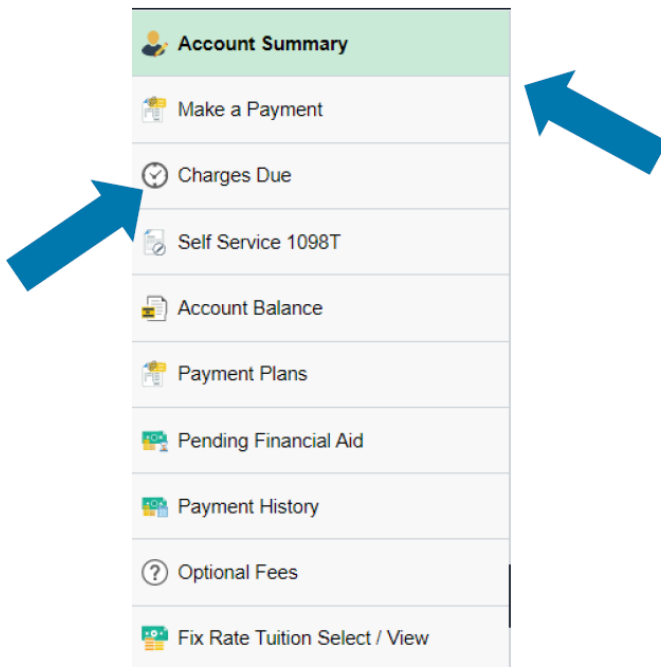 Account Summary
Make a Payment
Charges Due
Self Service 1098T
Account Balance
Payment Plans
Pending Financial Aid
Payment History
Optional Fees
Fix Rate Tuition Select / View